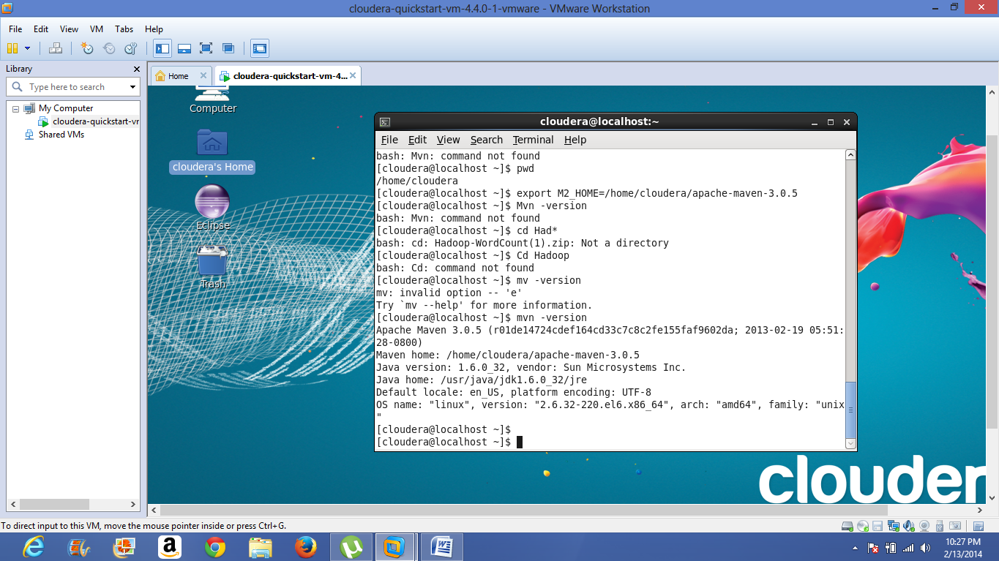 cloudera-quickstart-vm-4.4.0-1-vmware - VMware Workstation
File Edit View VM Tabs Help
Library
Type here to search
My Computer
cloudera-quickstart-vr
Shared VMs
Home
cloudera-quickstart-vm-4...
Computer
cloudera's Home
Eclipse
Trash
cloudera@localhost:~
File Edit View Search Terminal Help
bash: Mvn: command not found
[cloudera@localhost ~]$ pwd
/home/cloudera
[cloudera@localhost ~]$ export M2_HOME=/home/cloudera/apache-maven-3.0.5
[cloudera@localhost ~]$ Mvn -version
bash: Mvn: command not found
[cloudera@localhost ~]$ cd Had*
bash: cd: Hadoop-WordCount(1).zip: Not a directory
[cloudera@localhost ~]$ Cd Hadoop
bash: Cd: command not found
[cloudera@localhost ~]$ mv -version
mv: invalid option -- 'e'
Try `mv --help' for more information.
[cloudera@localhost ~]$ mvn -version
Apache Maven 3.0.5 (r01de14724cdef164cd33c7c8c2fe155faf9602da; 2013-02-19 05:51:
28-0800)
Maven home: /home/cloudera/apache-maven-3.0.5
Java version: 1.6.0_32, vendor: Sun Microsystems Inc.
Java home: /usr/java/jdk1.6.0_32/jre
Default locale: en_US, platform encoding: UTF-8
OS name: "linux", version: "2.6.32-220.el6.x86_64", arch: "amd64", family: "unix
"
[cloudera@localhost ~]$
[cloudera@localhost ~]$
clouder
To direct input to this VM, move the mouse pointer inside or press Ctrl+G.
10:27 PM
2/13/2014